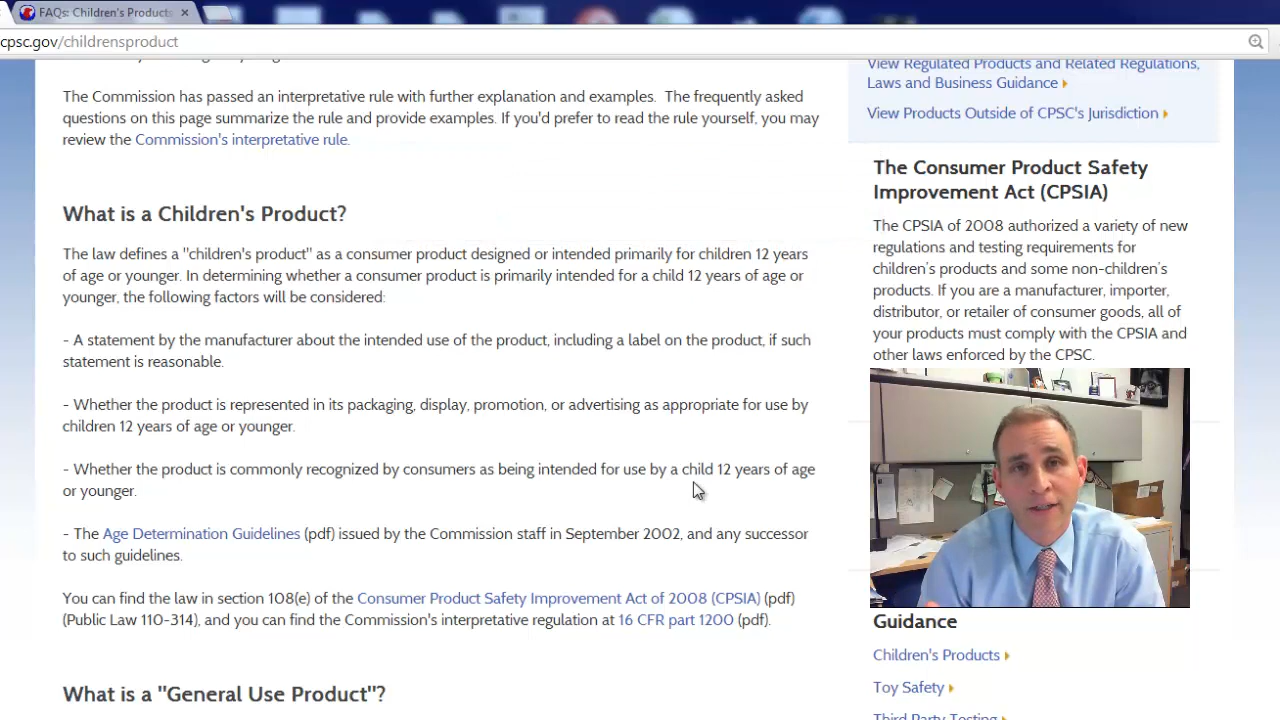 FAQs: Children's Products
cpsc.gov/childrensproduct
The Commission has passed an interpretative rule with further explanation and examples. The frequently asked
questions on this page summarize the rule and provide examples. If you'd prefer to read the rule yourself, you may
review the Commission's interpretative rule.
What is a Children's Product?
The law defines a "children's product" as a consumer product designed or intended primarily for children 12 years
of age or younger. In determining whether a consumer product is primarily intended for a child 12 years of age or
younger, the following factors will be considered:
- A statement by the manufacturer about the intended use of the product, including a label on the product, if such
statement is reasonable.
- Whether the product is represented in its packaging, display, promotion, or advertising as appropriate for use by
children 12 years of age or younger.
- Whether the product is commonly recognized by consumers as being intended for use by a child 12 years of age
or younger.
- The Age Determination Guidelines (pdf) issued by the Commission staff in September 2002, and any successor
to such guidelines.
You can find the law in section 108(e) of the Consumer Product Safety Improvement Act of 2008 (CPSIA) (pdf)
(Public Law 110-314), and you can find the Commission's interpretative regulation at 16 CFR part 1200 (pdf).
What is a "General Use Product"?
View Regulated Products and Related Regulations,
Laws and Business Guidance
View Products Outside of CPSC's Jurisdiction
The Consumer Product Safety
Improvement Act (CPSIA)
The CPSIA of 2008 authorized a variety of new
regulations and testing requirements for
children's products and some non-children's
products. If you are a manufacturer, importer,
distributor, or retailer of consumer goods, all of
your products must comply with the CPSIA and
other laws enforced by the CPSC.
Guidance
Children's Products
Toy Safety
Third Party Testing